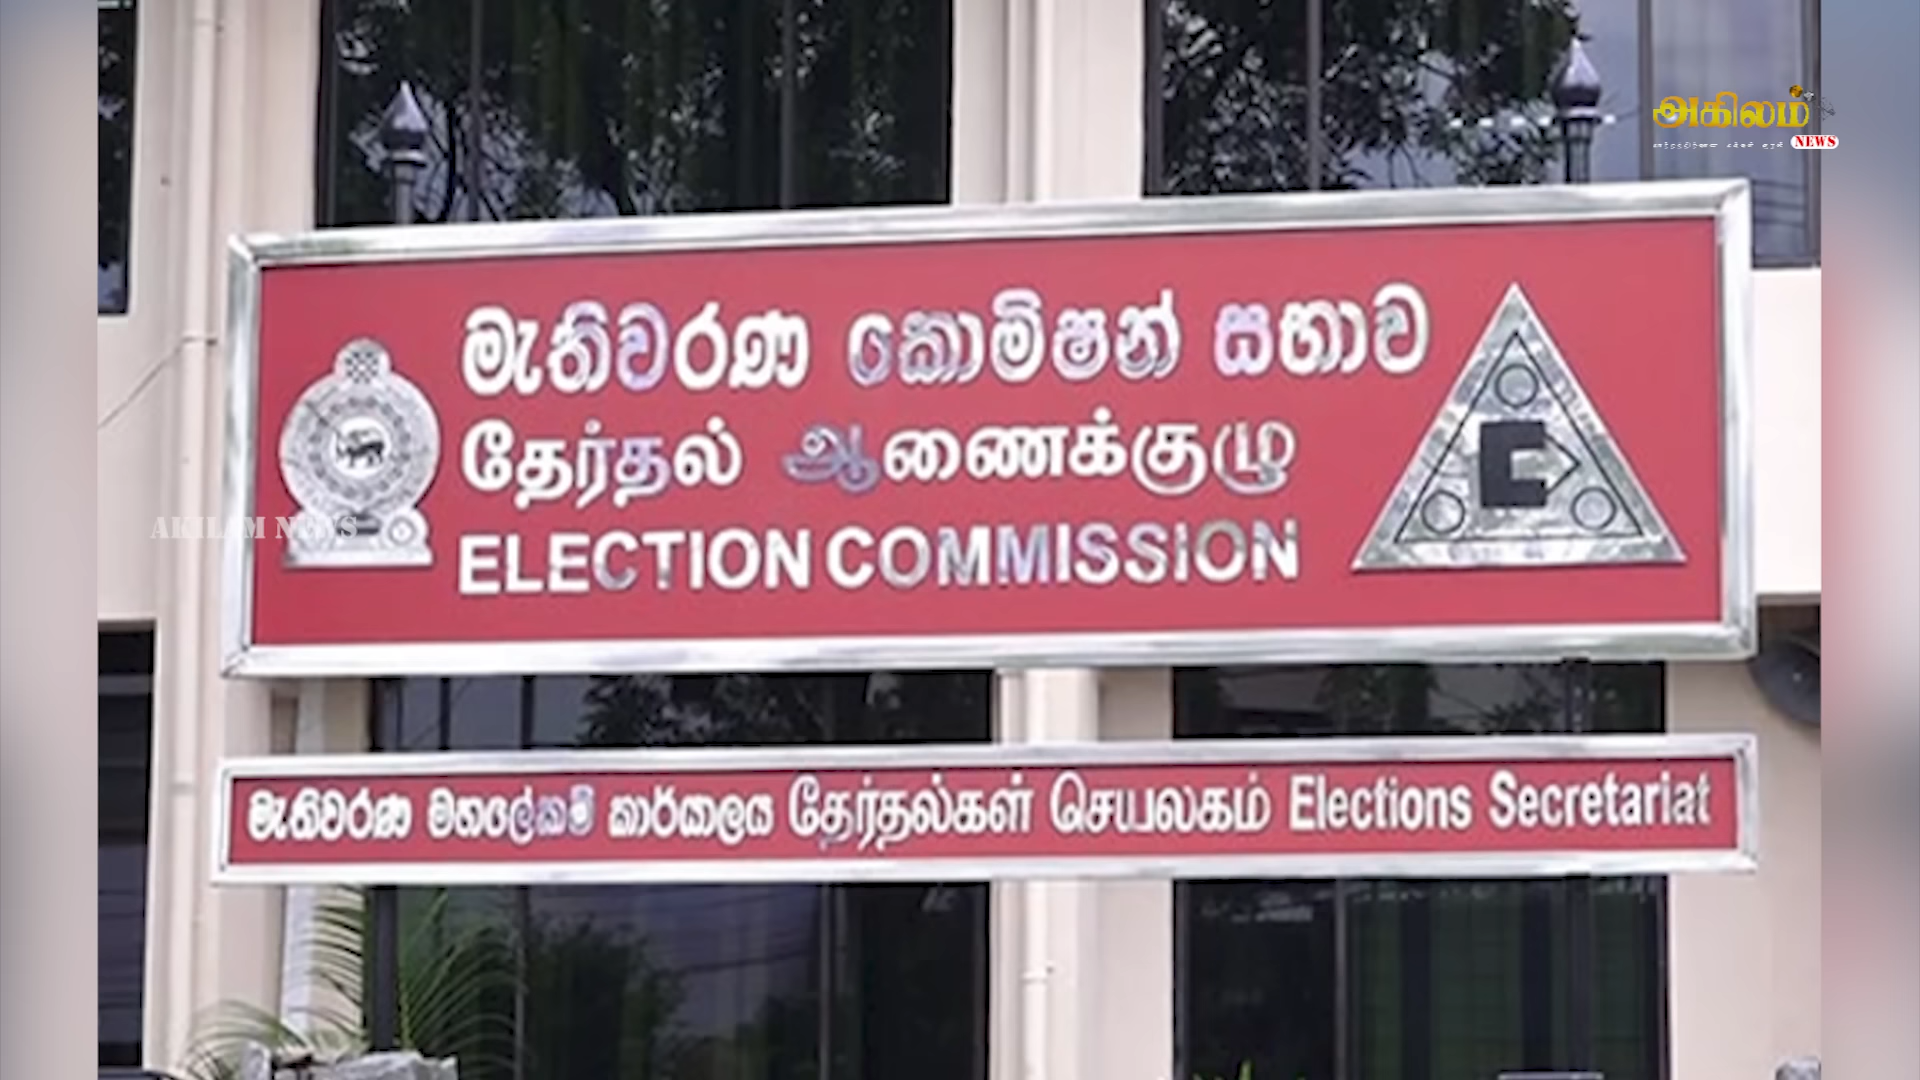 அகிலம்
NEWS
මැතිවරණ කොමිෂන් සභාව
தேர்தல் ஆணைக்குழு
ELECTION COMMISSION
AKILAM NEWS
මැතිවරණ මහලේකම් කාර්යාලය தேர்தல்கள் செயலகம் Elections Secretariat